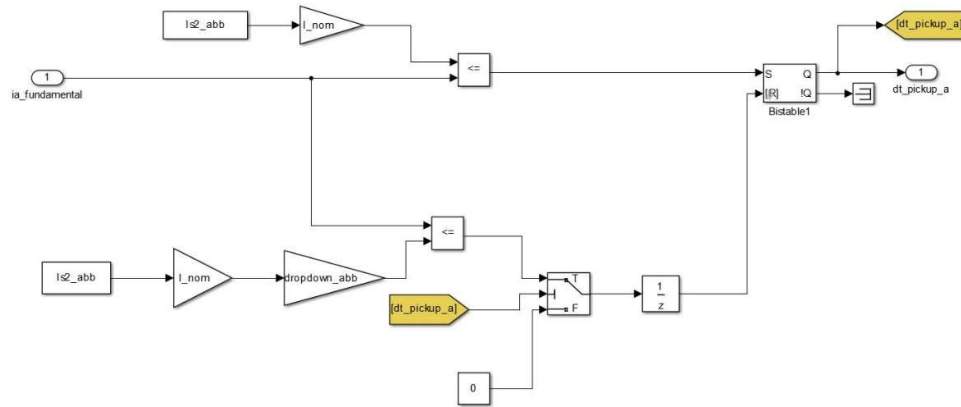 Is2_abb
I_nom
[dt_pickup_a]
<=
1
ia_fundamental
S Q
[R] !Q
Bistable1
1
dt_pickup_a
<=
Is2_abb
I_nom
dropdown_abb
[dt_pickup_a]
T
F
1
z
0